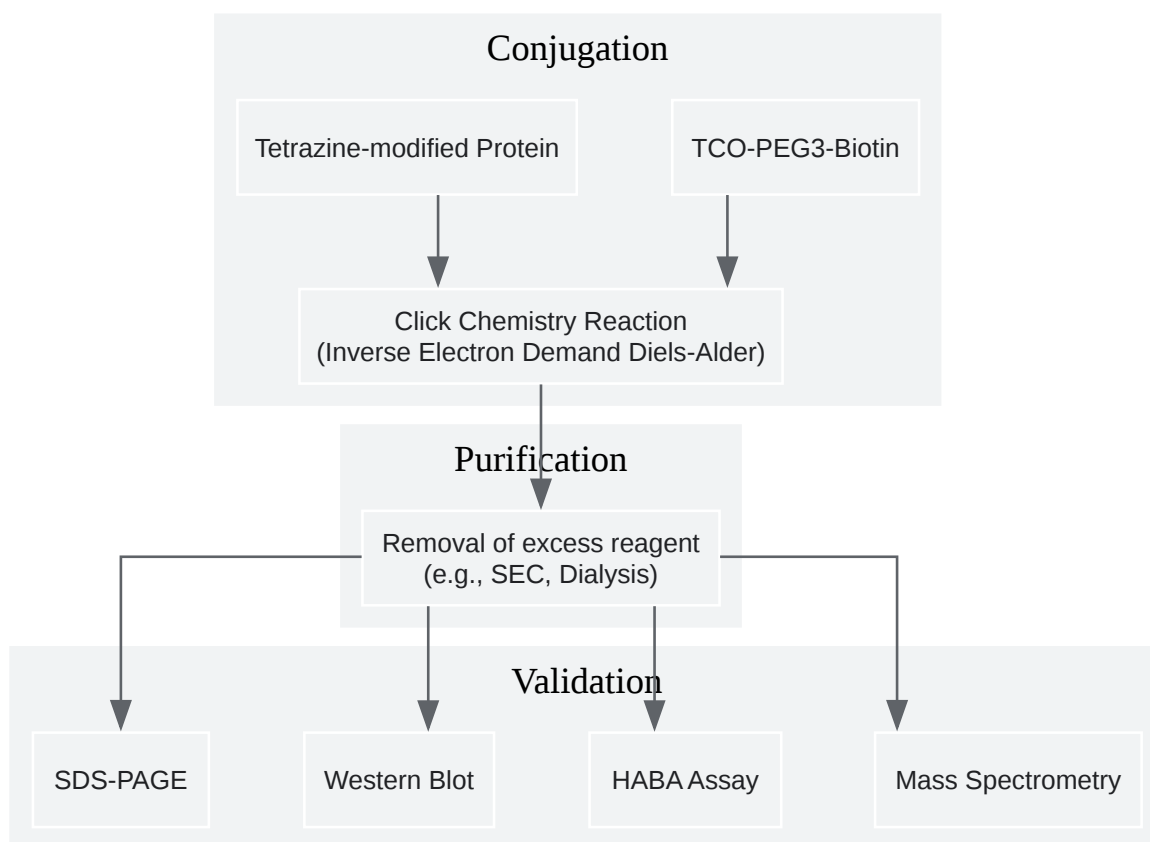 Conjugation
Tetrazine-modified Protein
TCO-PEG3-Biotin
Click Chemistry Reaction
(Inverse Electron Demand Diels-Alder)
Purification
Removal of excess reagent
(e.g., SEC, Dialysis)
Validation
SDS-PAGE
Western Blot
HABA Assay
Mass Spectrometry